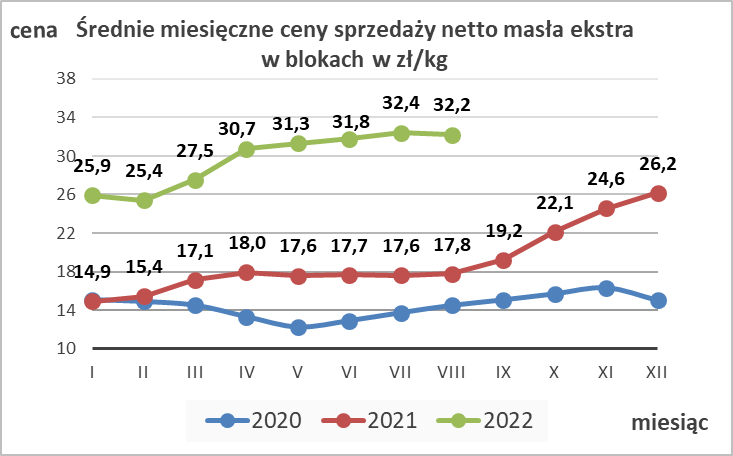 cena Średnie miesięczne ceny sprzedaży netto masła ekstra
w blokach w zł/kg
38
34
30
26
22
18
14
10
25,9 25,4 27,5 30,7 31,3 31,8 32,4 32,2
14,9 15,4 17,1 18,0 17,6 17,7 17,6 17,8 19,2 22,1 24,6 26,2
I II III IV V VI VII VIII IX X XI XII
2020 2021 2022
miesiąc